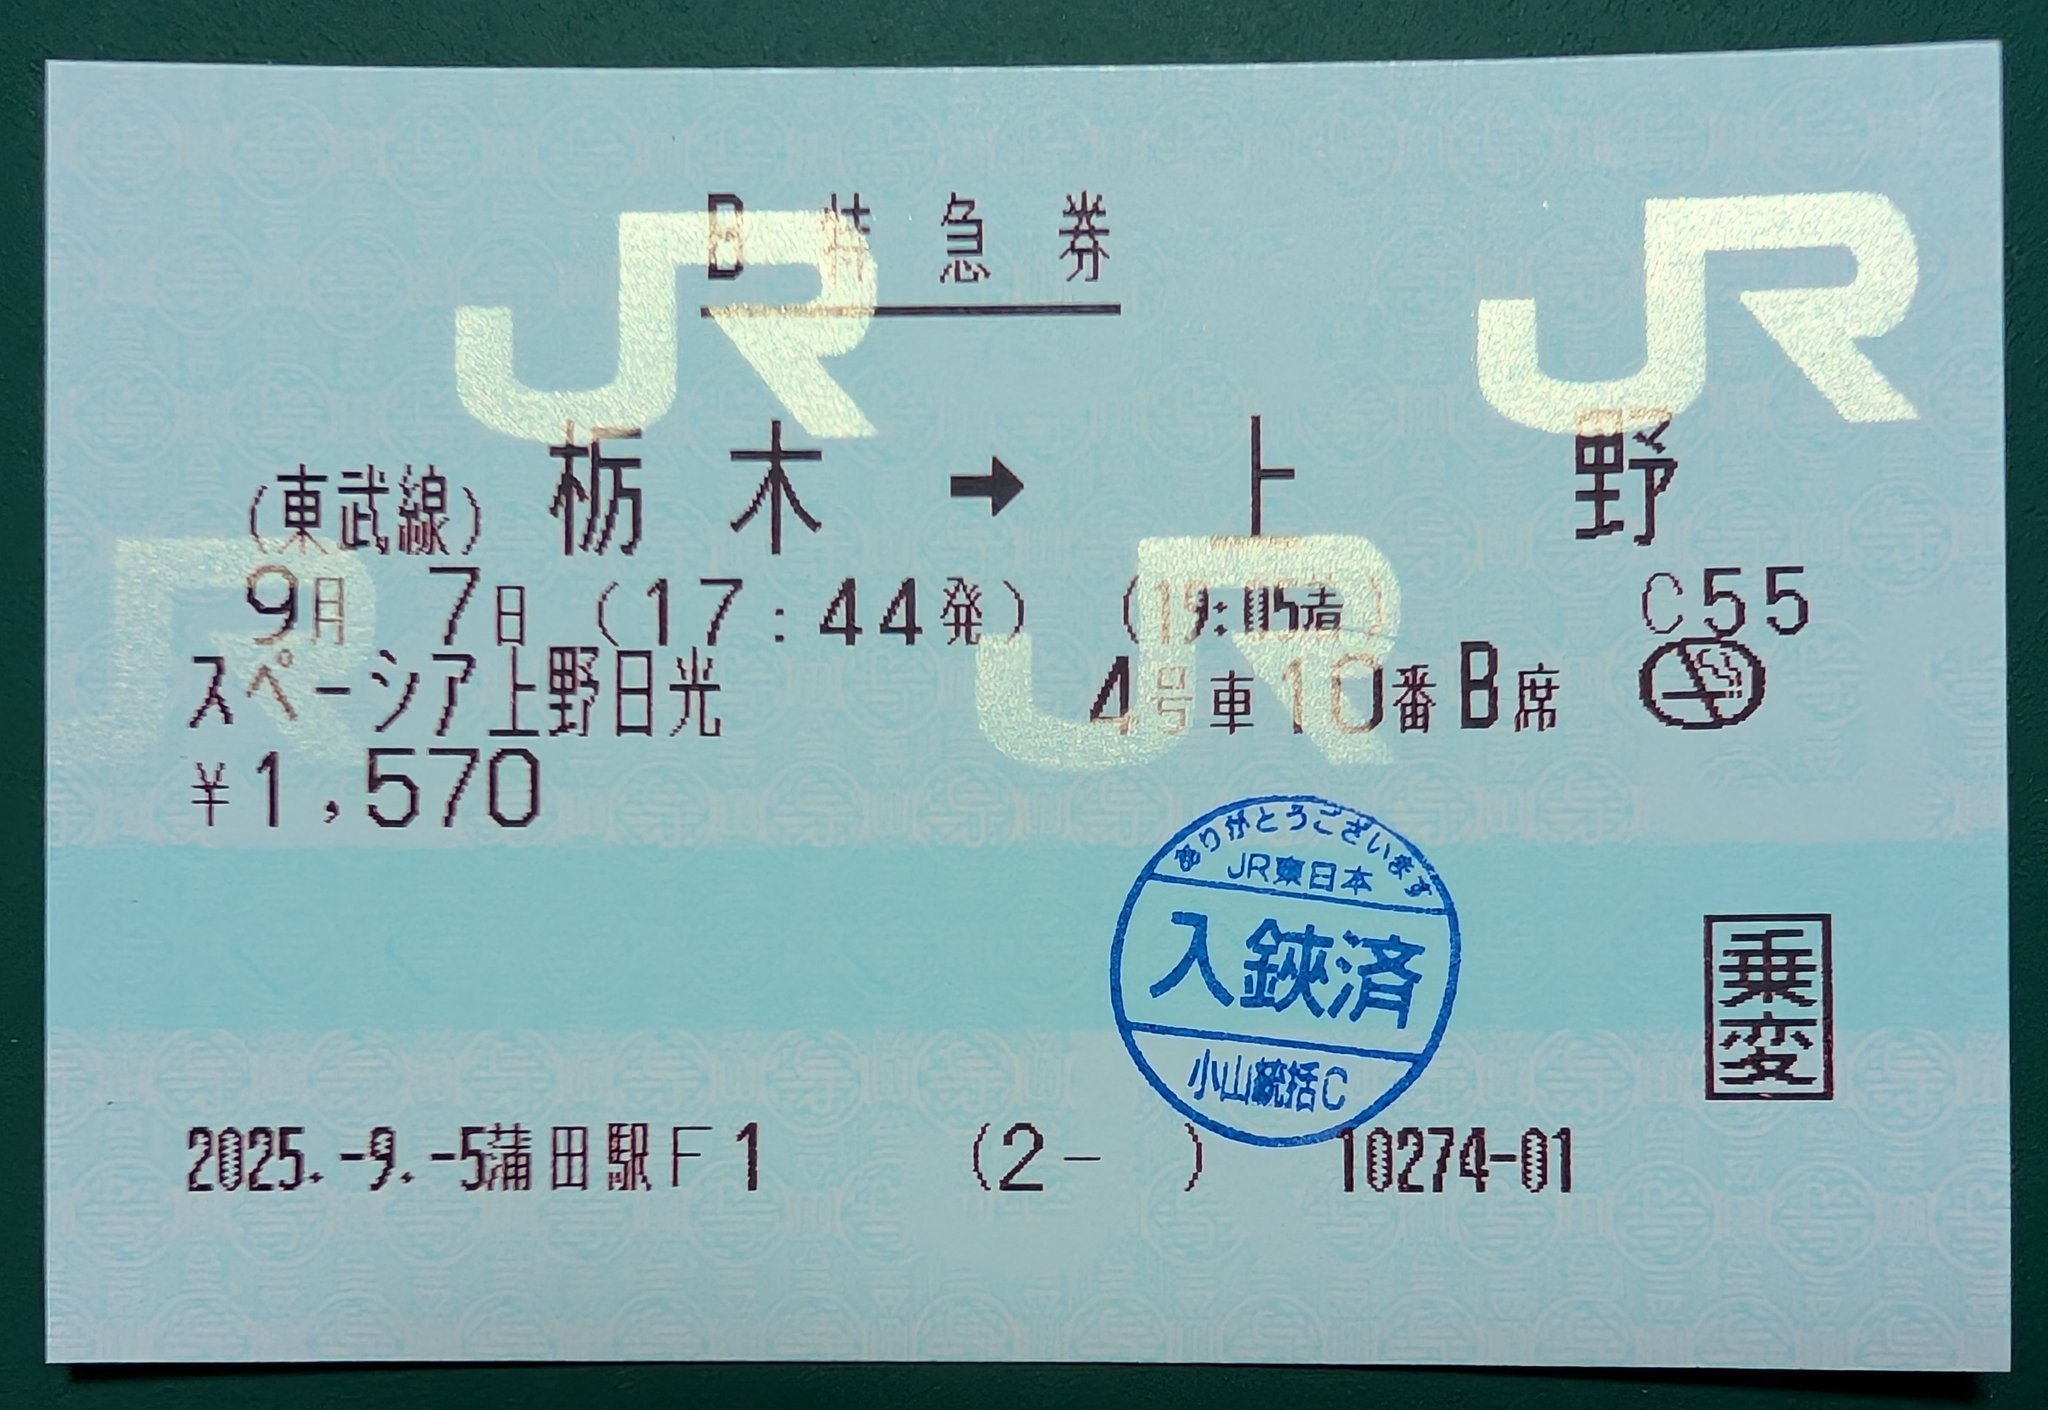 B特急券
(東武線) 栃木 ➡ 上野
9月 7日 (17:44発) (19:05着) C55
スペーシア上野日光 4号車10番B席
¥1,570
ありがとうございます
JR東日本
入鋏済
小山統括C
乗変
2025.-9.-5蒲田駅F1 (2- ) 10274-01
JR
JR
JR
JR